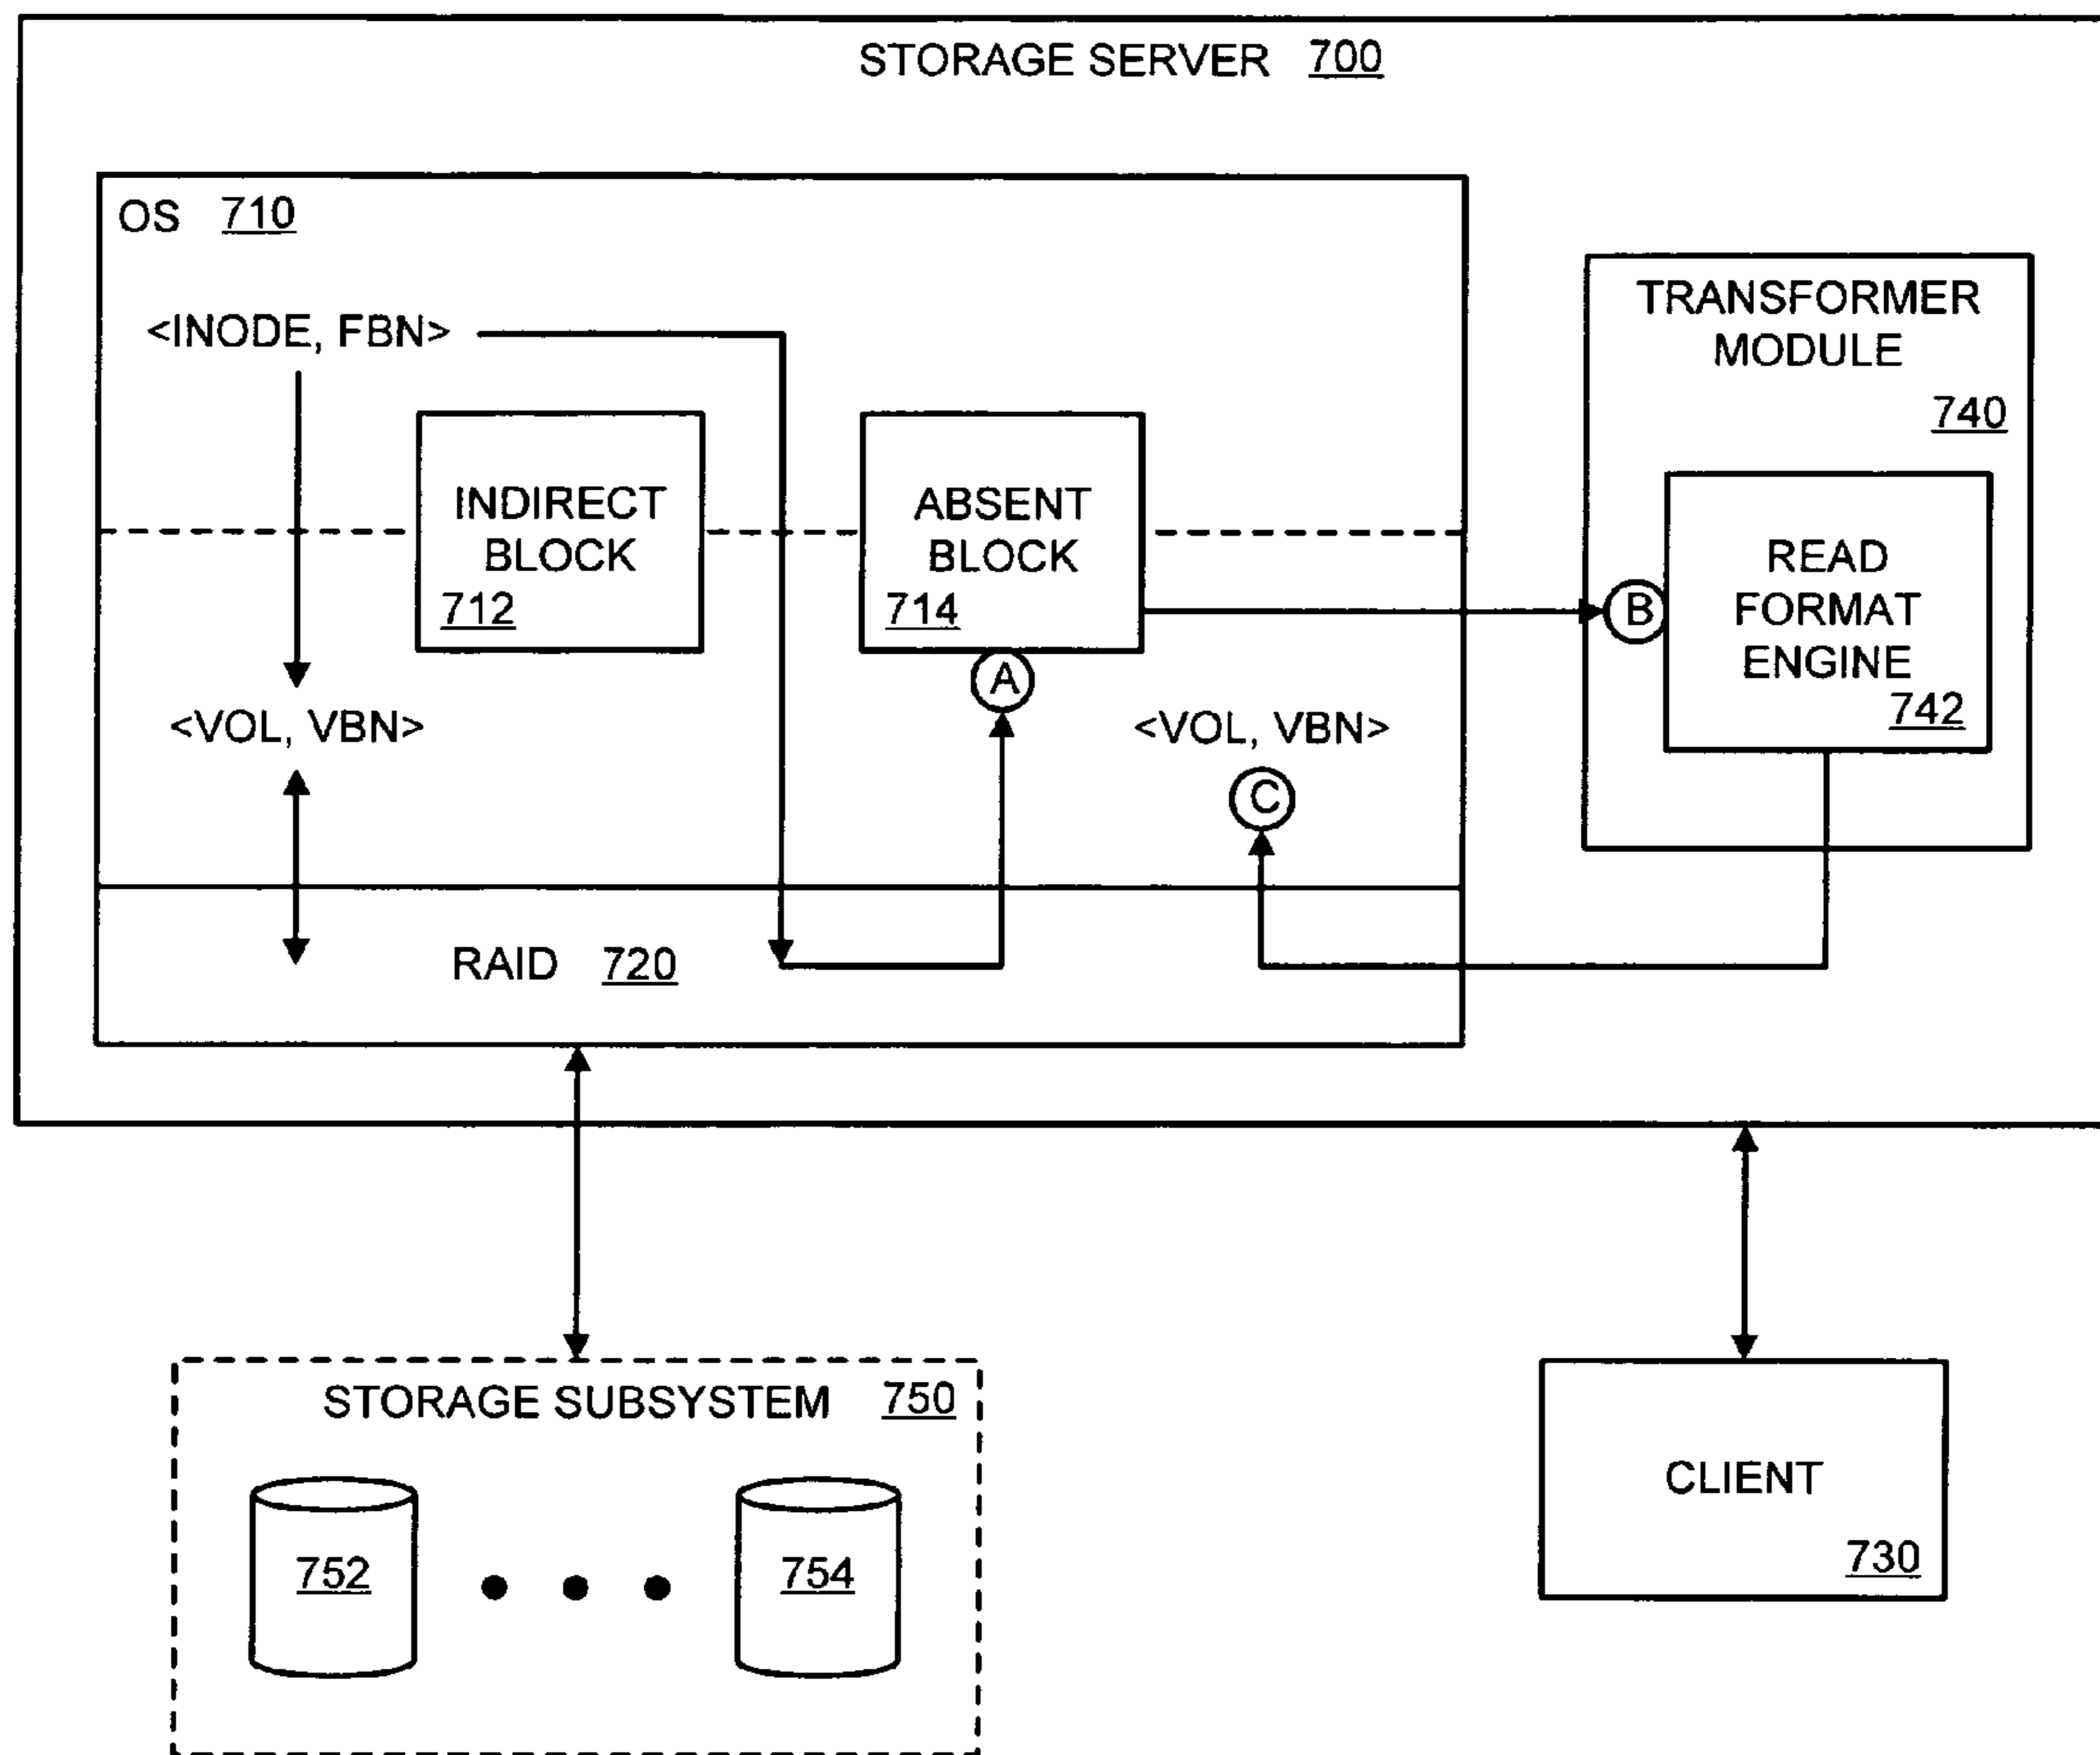 STORAGE SERVER 700
OS 710
<INODE, FBN>
TRANSFORMER
MODULE
740
INDIRECT
BLOCK
712
ABSENT
BLOCK
714
A
B
READ
FORMAT
ENGINE
742
<VOL, VBN>
<VOL, VBN>
C
RAID 720
STORAGE SUBSYSTEM 750
752
754
CLIENT
730